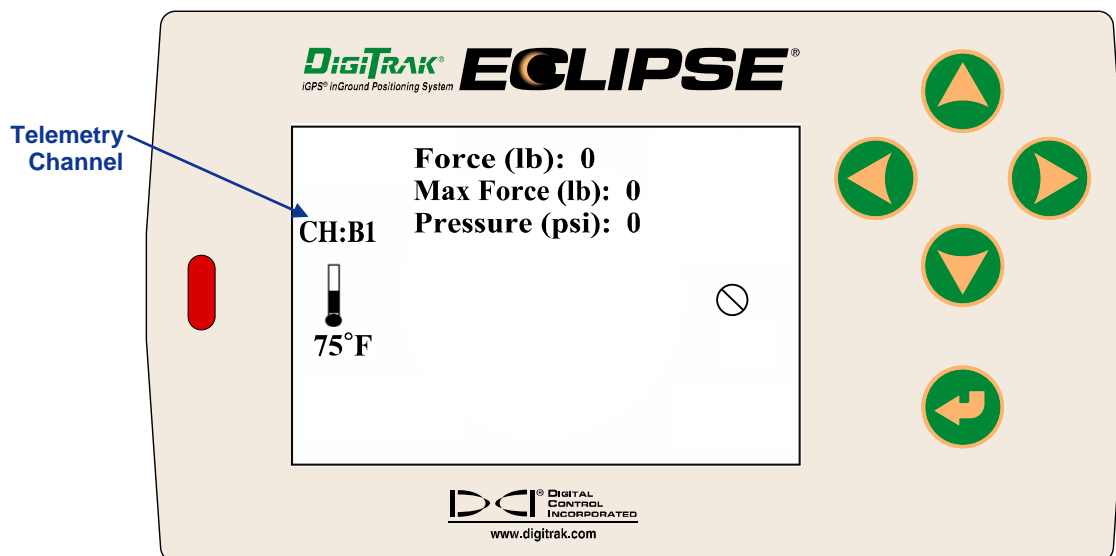 DIGITRAK®
iGPS® inGround Positioning System
ECLIPSE®
Telemetry
Channel
Force (lb): 0
Max Force (lb): 0
Pressure (psi): 0
CH:B1
75°F
DCI® DIGITAL
CONTROL
INCORPORATED
www.digitrak.com